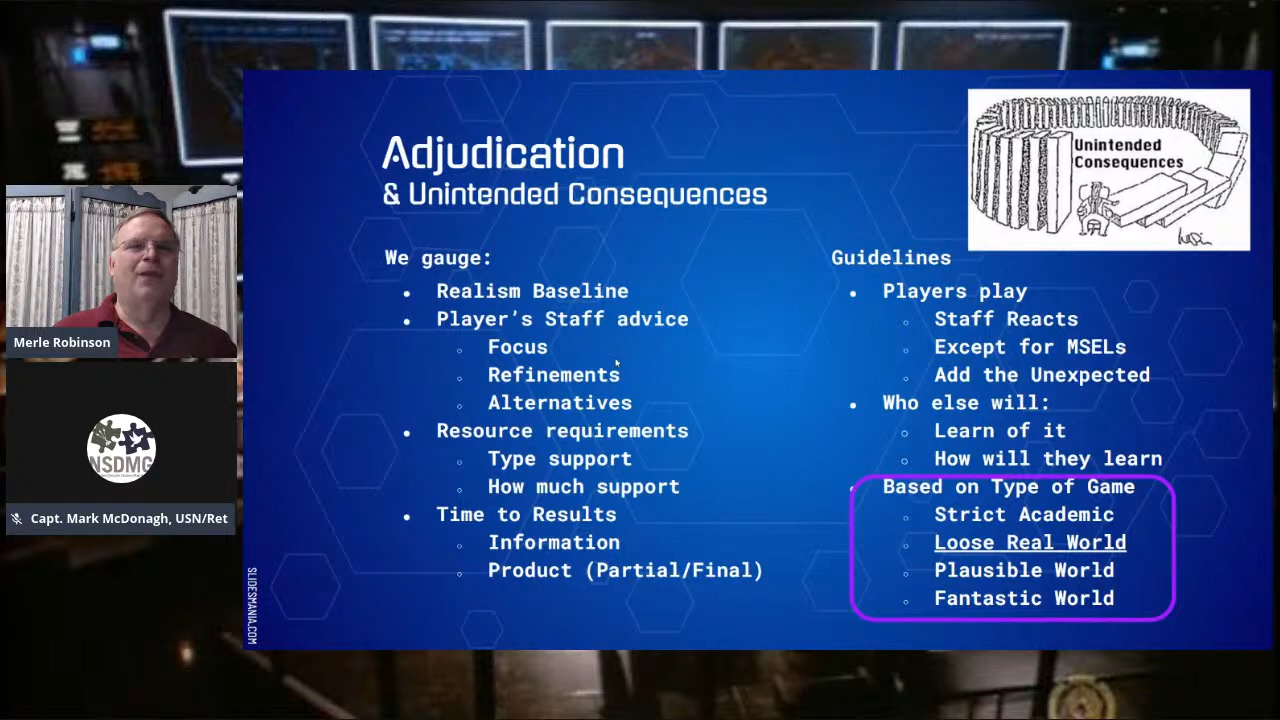 Adjudication
& Unintended Consequences
Unintended
Consequences
We gauge:
Realism Baseline
Player's Staff advice
Focus
Refinements
Alternatives
Resource requirements
Type support
How much support
Time to Results
Information
Product (Partial/Final)
Guidelines
Players play
Staff Reacts
Except for MSELs
Add the Unexpected
Who else will:
Learn of it
How will they learn
Based on Type of Game
Strict Academic
Loose Real World
Plausible World
Fantastic World
SLIDESMANIA.COM
Merle Robinson
NSDMG
Capt. Mark McDonagh, USN/Ret